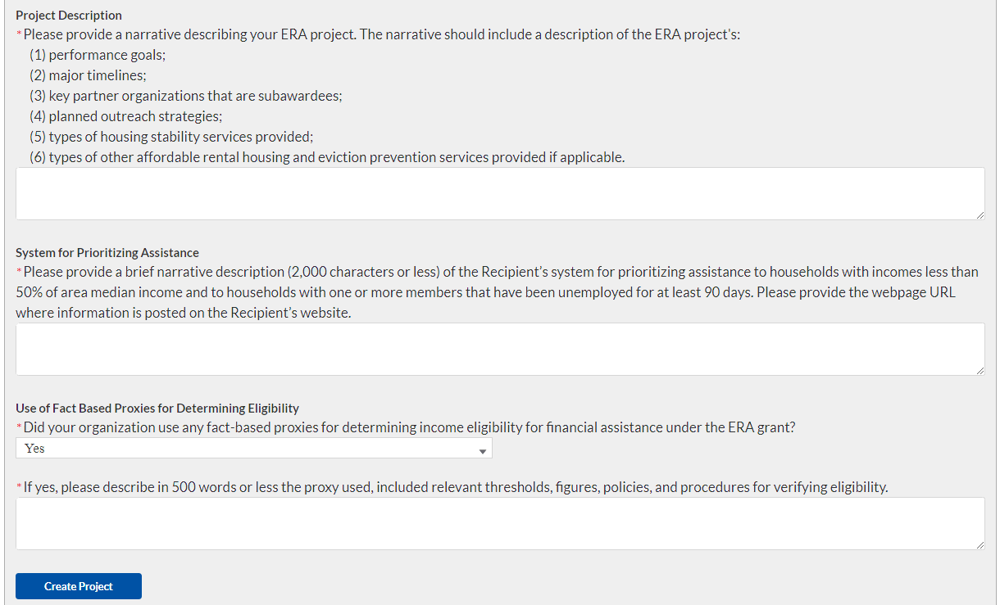 Project Description
*Please provide a narrative describing your ERA project. The narrative should include a description of the ERA project's:
(1) performance goals;
(2) major timelines;
(3) key partner organizations that are subawardees;
(4) planned outreach strategies;
(5) types of housing stability services provided;
(6) types of other affordable rental housing and eviction prevention services provided if applicable.
System for Prioritizing Assistance
*Please provide a brief narrative description (2,000 characters or less) of the Recipient’s system for prioritizing assistance to households with incomes less than
50% of area median income and to households with one or more members that have been unemployed for at least 90 days. Please provide the webpage URL
where information is posted on the Recipient’s website.
Use of Fact Based Proxies for Determining Eligibility
*Did your organization use any fact-based proxies for determining income eligibility for financial assistance under the ERA grant?
Yes
*If yes, please describe in 500 words or less the proxy used, included relevant thresholds, figures, policies, and procedures for verifying eligibility.
Create Project